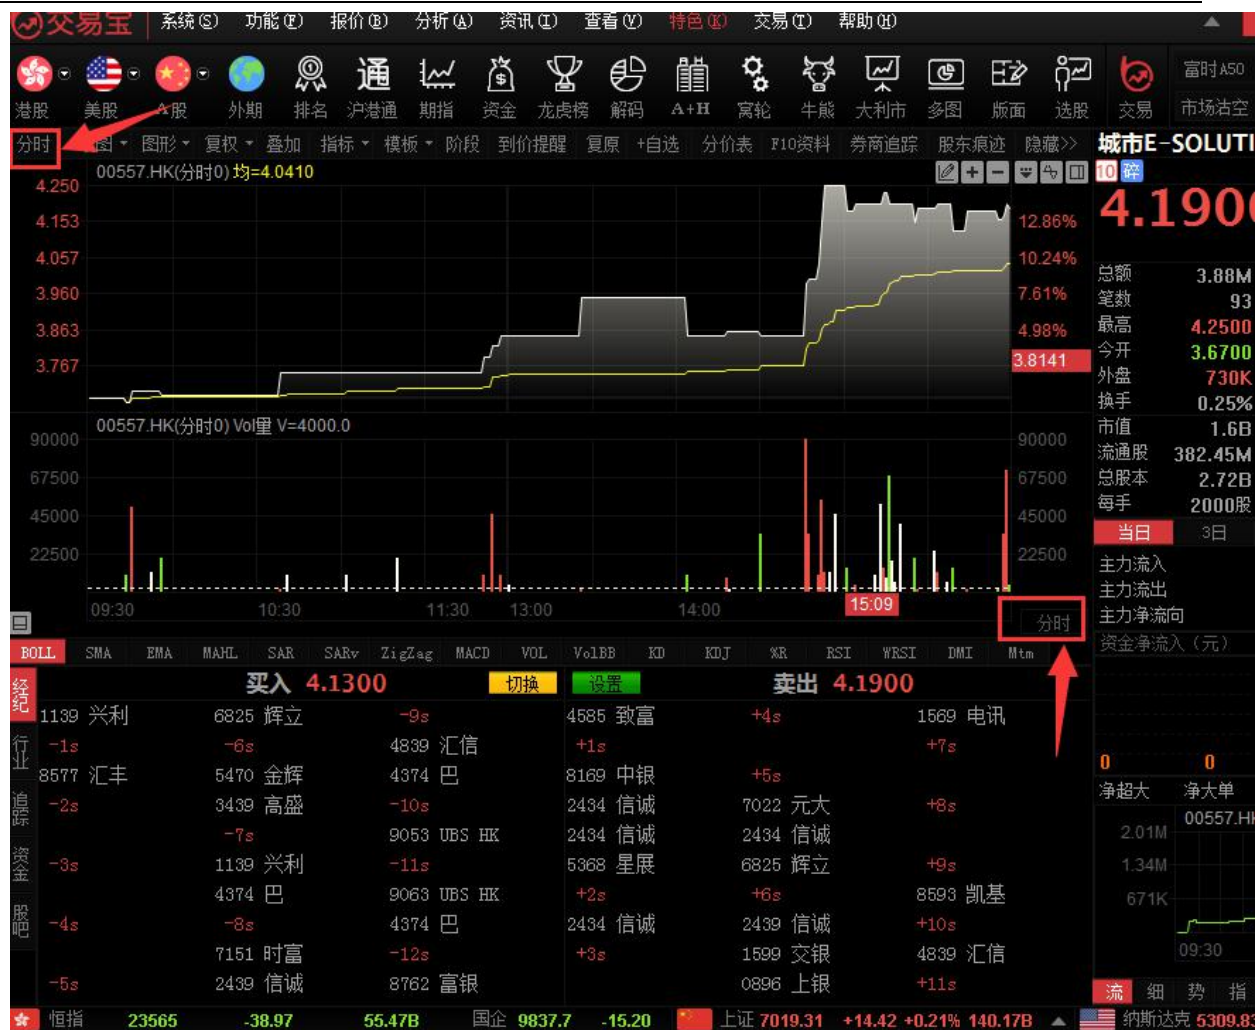 交易宝 系统(S) 功能(F) 报价(B) 分析(A) 资讯(I) 查看(V) 特色(K) 交易(T) 帮助(H)
港股 美股 A股 外期 排名 沪港通 期指 资金 龙虎榜 解码 A+H 窝轮 牛熊 大利市 多图 版面 选股 交易 富时A50 市场沽空
分时 图 图形 复权 叠加 指标 模板 阶段 到价提醒 复原 +自选 分价表 F10资料 券商追踪 股东痕迹 隐藏>> 城市E-SOLUTI
00557.HK(分时0) 均=4.0410 10 碎
4.250
4.153 12.86% 4.190
4.057 10.24%
3.960 7.61%
3.863 4.98%
3.767 3.8141
总额 3.88M
笔数 93
最高 4.2500
今开 3.6700
外盘 730K
换手 0.25%
市值 1.6B
流通股 382.45M
总股本 2.72B
每手 2000股
当日 3日
主力流入
主力流出
主力净流向
资金净流入(元)
0 0
净超大 净大单
00557.HK(分时0) Vol量 V=4000.0
90000 90000
67500 67500
45000 45000
22500 22500
09:30 10:30 11:30 13:00 14:00 15:09 分时
BOLL SMA EMA MAHL SAR SARv ZigZag MACD VOL VolBB KD KDJ %R RSI WRSI DMI Mtm
经纪 行业 追踪 资金 股吧
买入 4.1300 切换 设置 卖出 4.1900
1139 兴利 6825 辉立 -9s 4585 致富 +4s 1569 电讯
-1s -6s 4839 汇信 +1s +7s
8577 汇丰 5470 金辉 4374 巴 8169 中银 +5s
-2s 3439 高盛 -10s 2434 信诚 7022 元大 +8s
-7s 9053 UBS HK 2434 信诚 2434 信诚
-3s 1139 兴利 -11s 5368 星展 6825 辉立 +9s
4374 巴 9063 UBS HK +2s +6s 8593 凯基
-4s -8s 4374 巴 2434 信诚 2439 信诚 +10s
7151 时富 -12s +3s 1599 交银 4839 汇信
-5s 2439 信诚 8762 富银 0896 上银 +11s
00557.H
2.01M
1.34M
671K
09:30
流 细 势 指
恒指 23565 -38.97 55.47B 国企 9837.7 -15.20 上证 7019.31 +14.42 +0.21% 140.17B 纳斯达克 5309.8